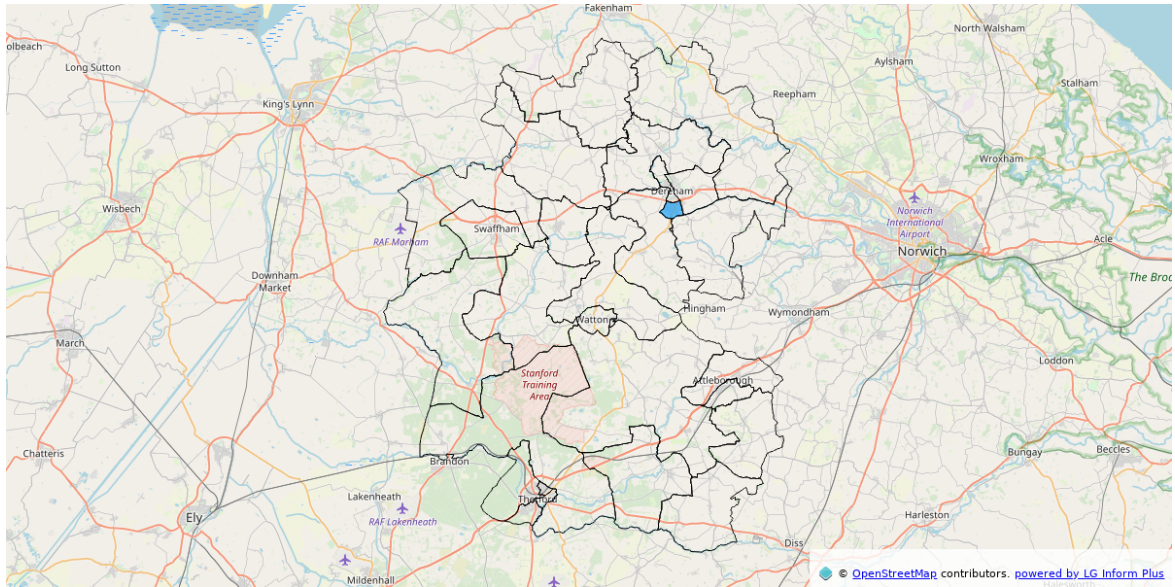 Fakenham
North Walsham
olbeach
Long Sutton
Aylsham
Stalham
Reepham
King's Lynn
Wroxham
Wisbech
Dereham
Norwich
International
Airport
RAF Marham
Swaffham
Acle
Norwich
Downham
Market
The Broa
Hingham
Wymondham
Watton
March
Loddon
Stanford
Training
Area
Attleborough
Chatteris
Brandon
Bungay
Beccles
Lakenheath
Thetford
RAF Lakenheath
Ely
Harleston
Diss
Mildenhall
© OpenStreetMap contributors. powered by LG Inform Plus